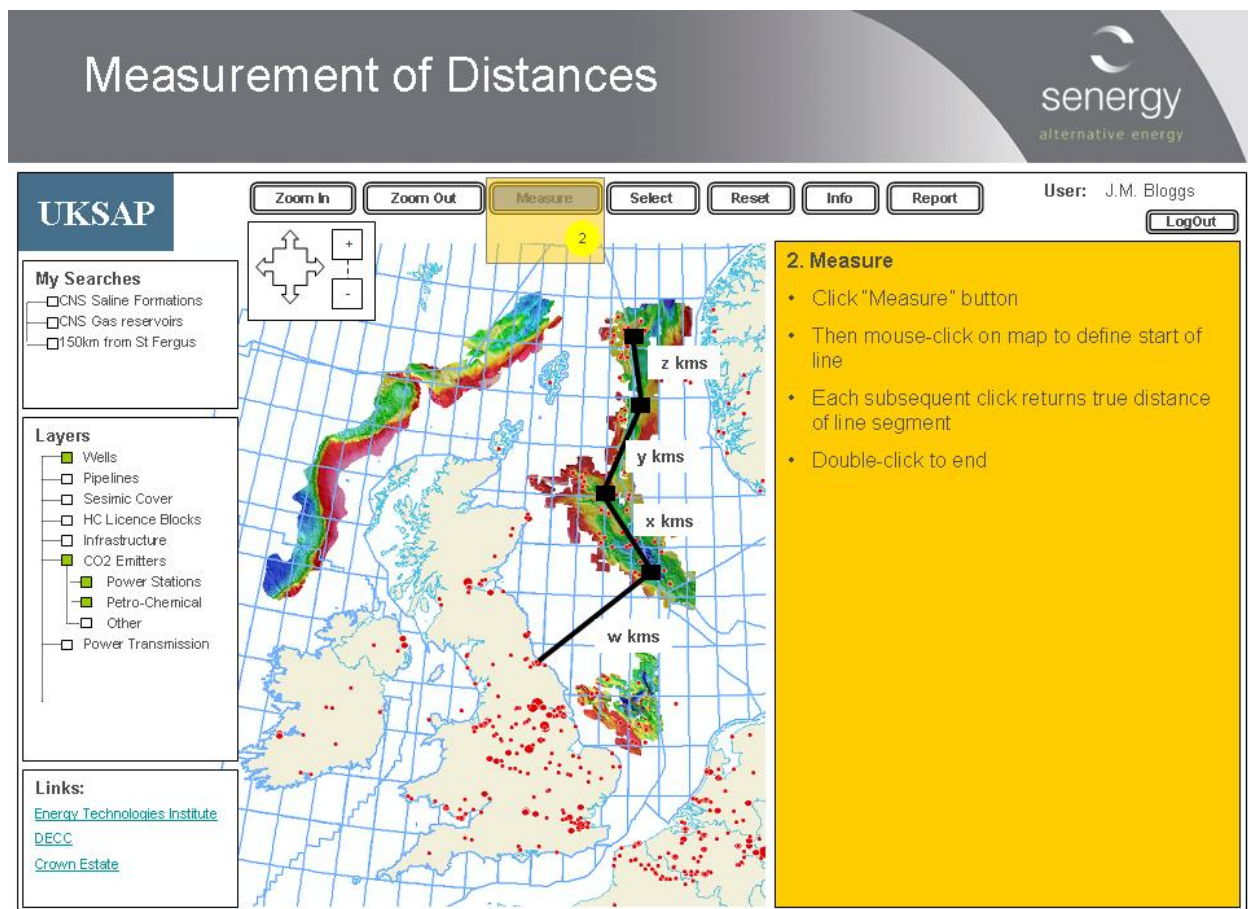 Measurement of Distances
senergy
alternative energy
UKSAP
Zoom In
Zoom Out
Measure
Select
Reset
Info
Report
User: J.M. Bloggs
LogOut
2
+
-
My Searches
CNS Saline Formations
CNS Gas reservoirs
150km from St Fergus
Layers
Wells
Pipelines
Sesimic Cover
HC Licence Blocks
Infrastructure
CO2 Emitters
Power Stations
Petro-Chemical
Other
Power Transmission
Links:
Energy Technologies Institute
DECC
Crown Estate
z kms
y kms
x kms
w kms
2. Measure
• Click "Measure" button
• Then mouse-click on map to define start of
line
• Each subsequent click returns true distance
of line segment
• Double-click to end